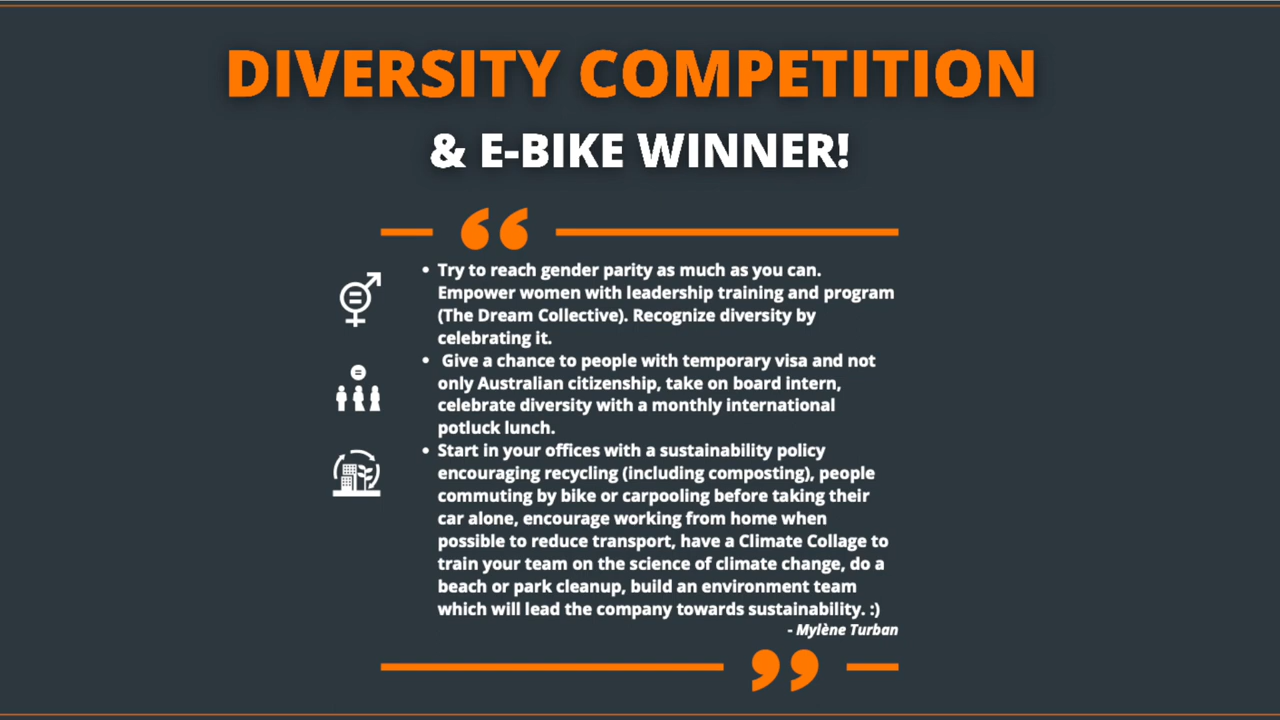 DIVERSITY COMPETITION
& E-BIKE WINNER!
“
• Try to reach gender parity as much as you can.
Empower women with leadership training and program
(The Dream Collective). Recognize diversity by
celebrating it.
• Give a chance to people with temporary visa and not
only Australian citizenship, take on board intern,
celebrate diversity with a monthly international
potluck lunch.
• Start in your offices with a sustainability policy
encouraging recycling (including composting), people
commuting by bike or carpooling before taking their
car alone, encourage working from home when
possible to reduce transport, have a Climate Collage to
train your team on the science of climate change, do a
beach or park cleanup, build an environment team
which will lead the company towards sustainability. :)
- Mylène Turban
”